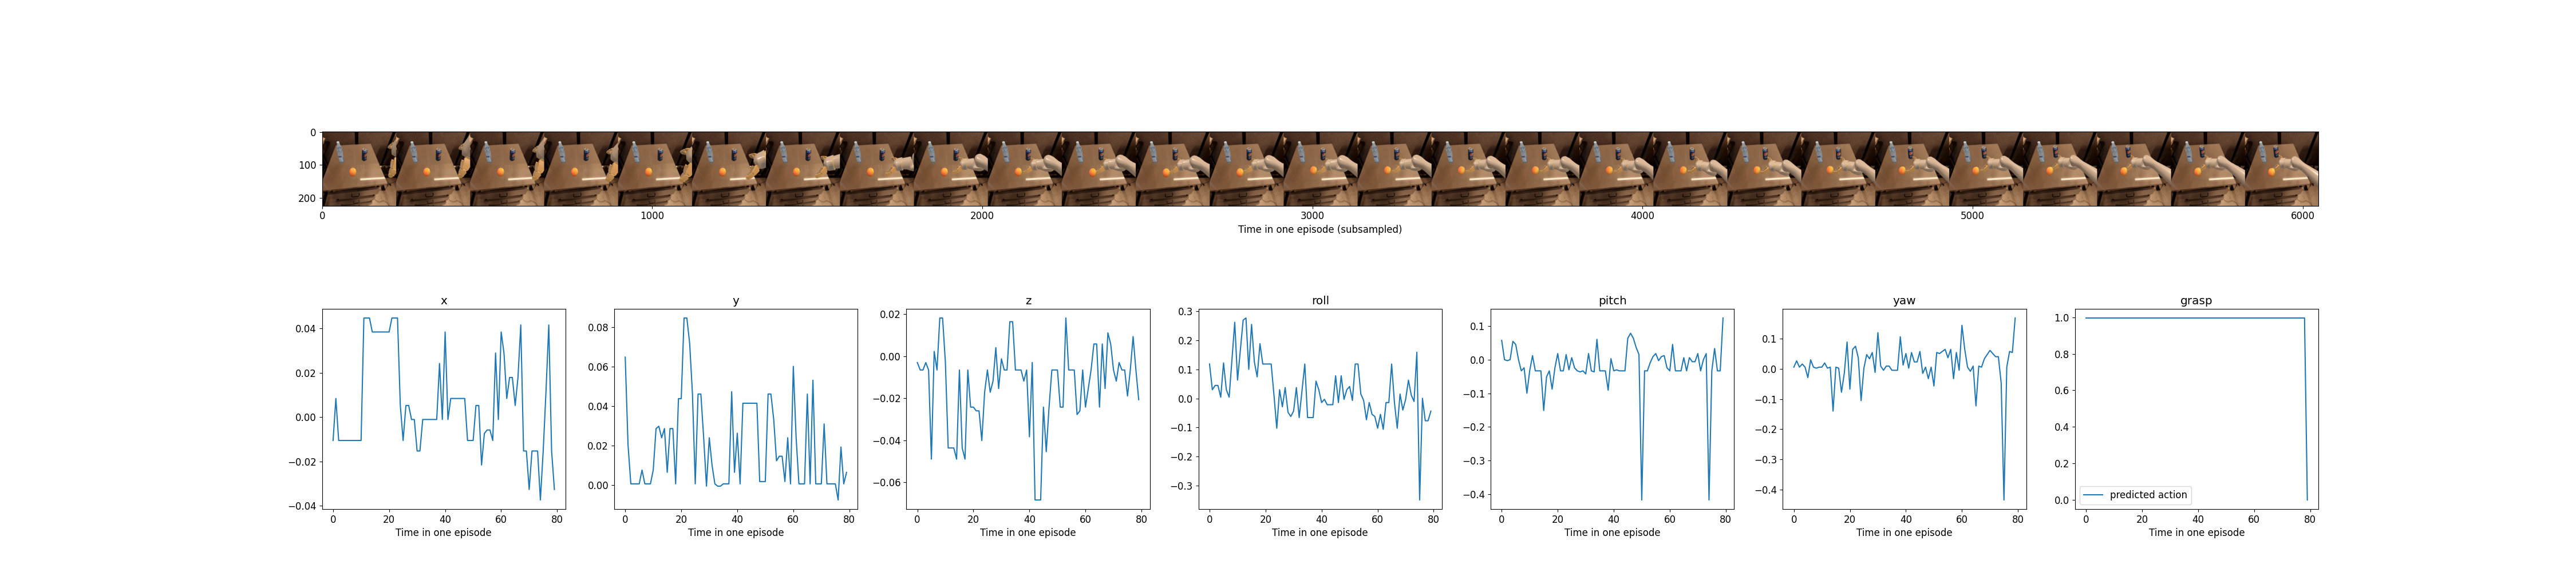 0
100
200
0 1000 2000 3000 4000 5000 6000
Time in one episode (subsampled)
x
0.04
0.02
0.00
−0.02
−0.04
0 20 40 60 80
Time in one episode
y
0.08
0.06
0.04
0.02
0.00
0 20 40 60 80
Time in one episode
z
0.02
0.00
−0.02
−0.04
−0.06
0 20 40 60 80
Time in one episode
roll
0.3
0.2
0.1
0.0
−0.1
−0.2
−0.3
0 20 40 60 80
Time in one episode
pitch
0.1
0.0
−0.1
−0.2
−0.3
−0.4
0 20 40 60 80
Time in one episode
yaw
0.1
0.0
−0.1
−0.2
−0.3
−0.4
0 20 40 60 80
Time in one episode
grasp
1.0
0.8
0.6
0.4
0.2
0.0
predicted action
0 20 40 60 80
Time in one episode